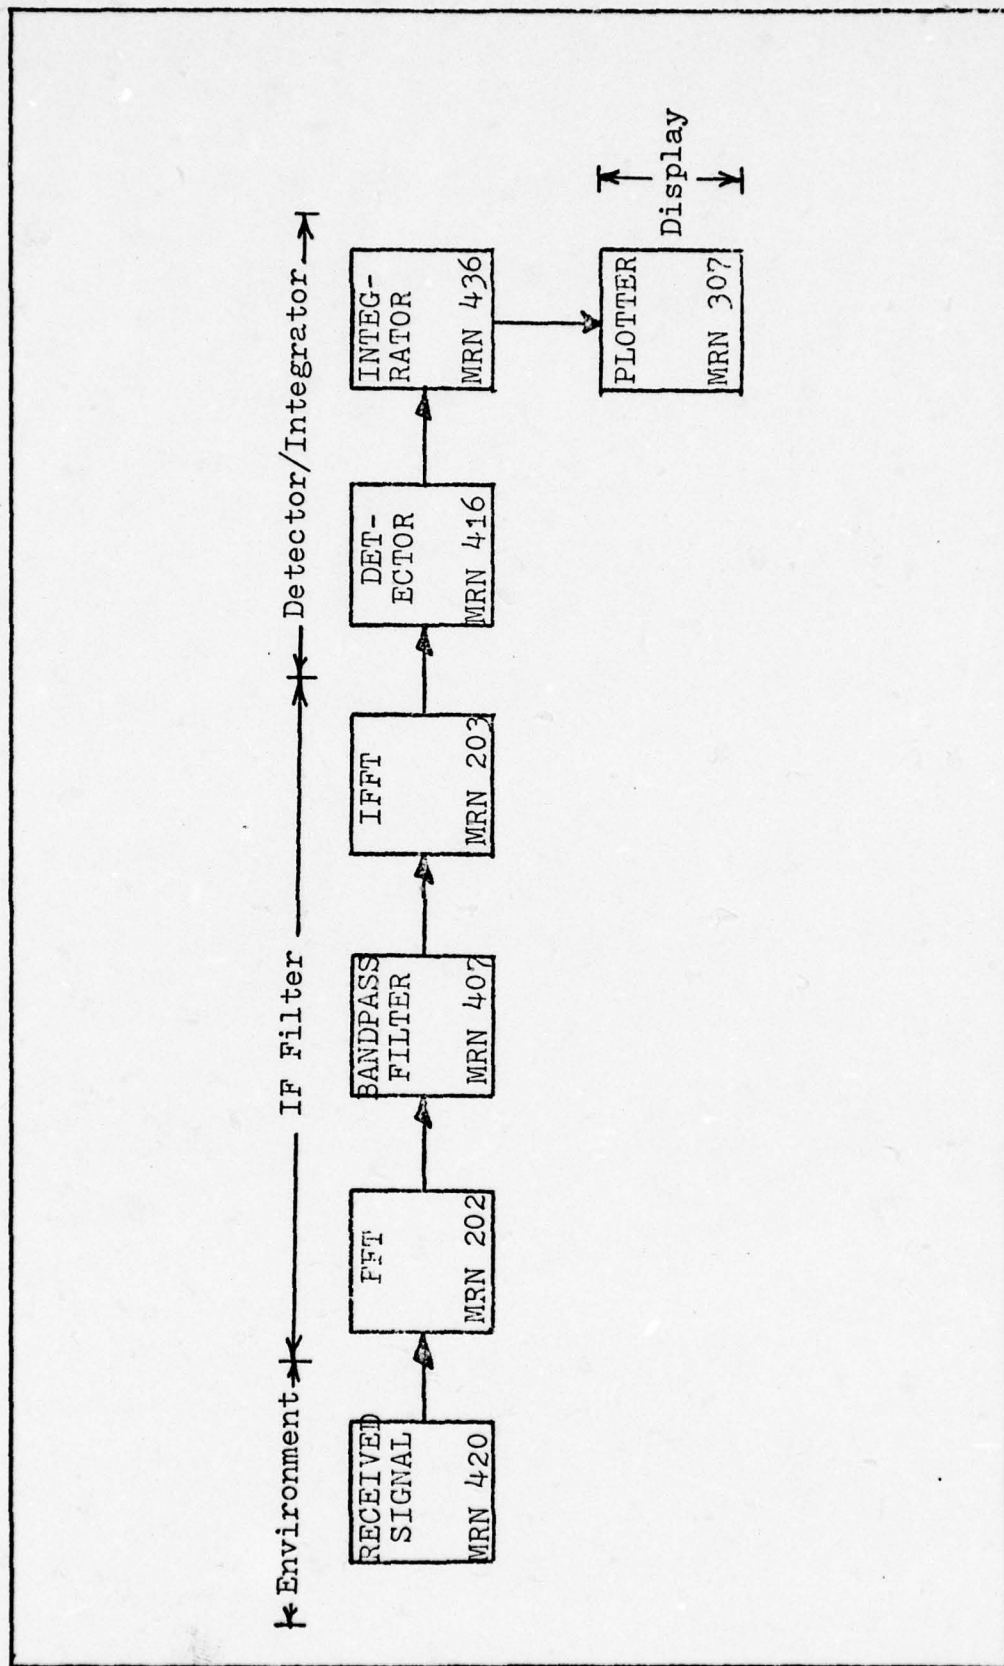 Environment
IF Filter
Detector/Integrator
RECEIVED
SIGNAL
MRN 420
FFT
MRN 202
BANDPASS
FILTER
MRN 407
IFFT
MRN 203
DET-
ECTOR
MRN 416
INTEG-
RATOR
MRN 436
PLOTTER
MRN 307
Display